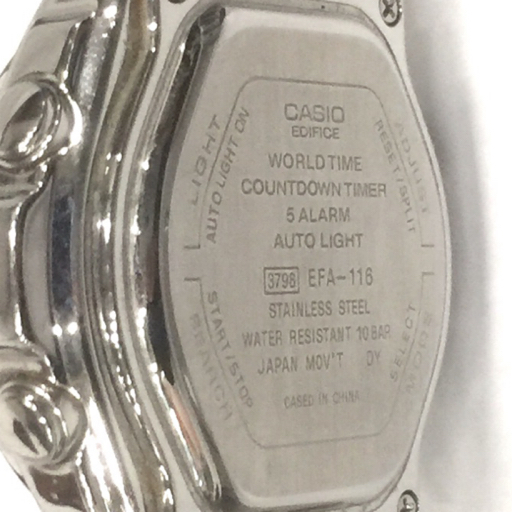 CASIO
EDIFICE
WORLD TIME
COUNTDOWN TIMER
5 ALARM
AUTO LIGHT
3798 EFA-116
STAINLESS STEEL
WATER RESISTANT 10 BAR
JAPAN MOV'T DY
CASED IN CHINA
LIGHT
AUTO LIGHT ON
ADJUST
RESET/SPLIT
START/STOP
SEARCH
SELECT
MODE